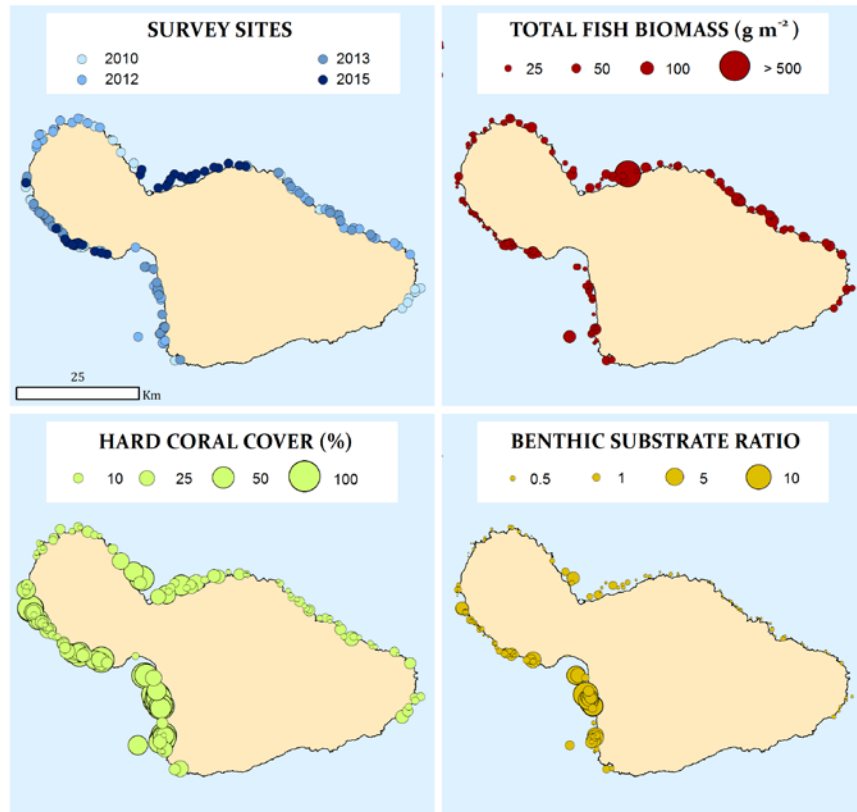 SURVEY SITES
2010
2013
2012
2015
25
Km
TOTAL FISH BIOMASS (g m⁻²)
25 50 100 > 500
HARD CORAL COVER (%)
10 25 50 100
BENTHIC SUBSTRATE RATIO
0.5 1 5 10